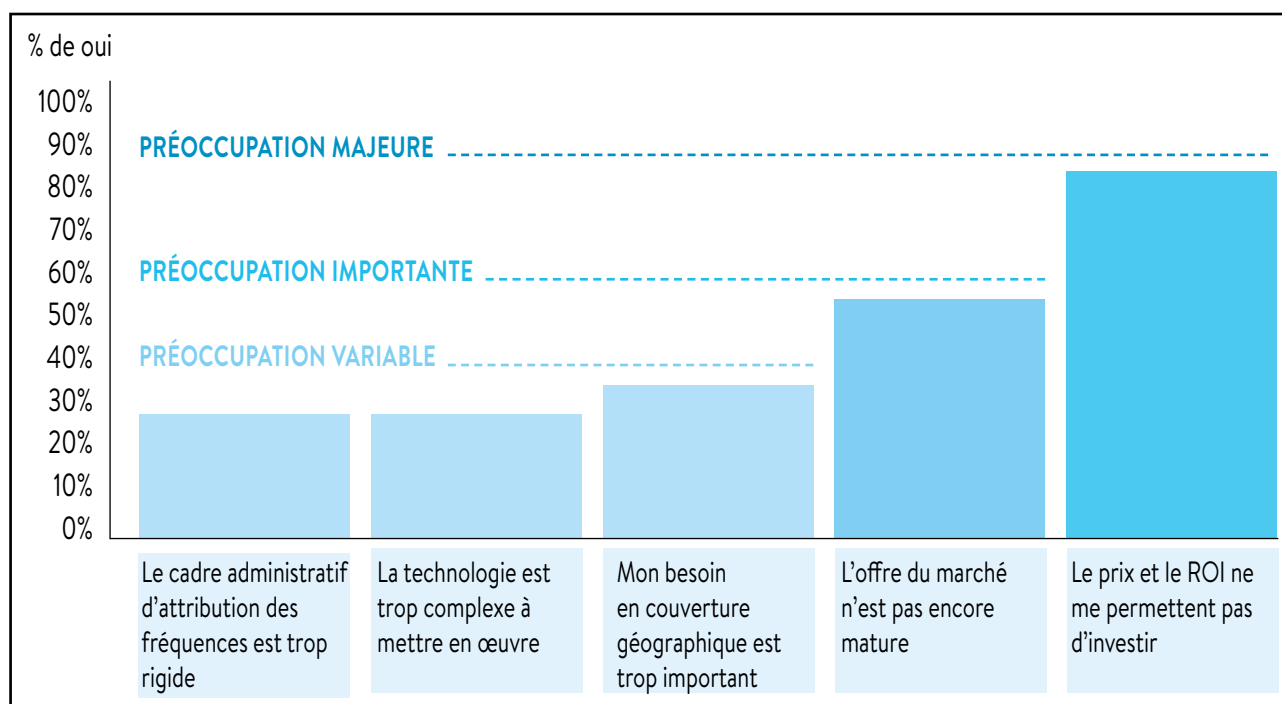 % de oui
100%
90%
80%
70%
60%
50%
40%
30%
20%
10%
0%
PRÉOCCUPATION MAJEURE
PRÉOCCUPATION IMPORTANTE
PRÉOCCUPATION VARIABLE
Le cadre administratif
d'attribution des
fréquences est trop
rigide
La technologie est
trop complexe à
mettre en œuvre
Mon besoin
en couverture
géographique est
trop important
L'offre du marché
n'est pas encore
mature
Le prix et le ROI ne
me permettent pas
d'investir